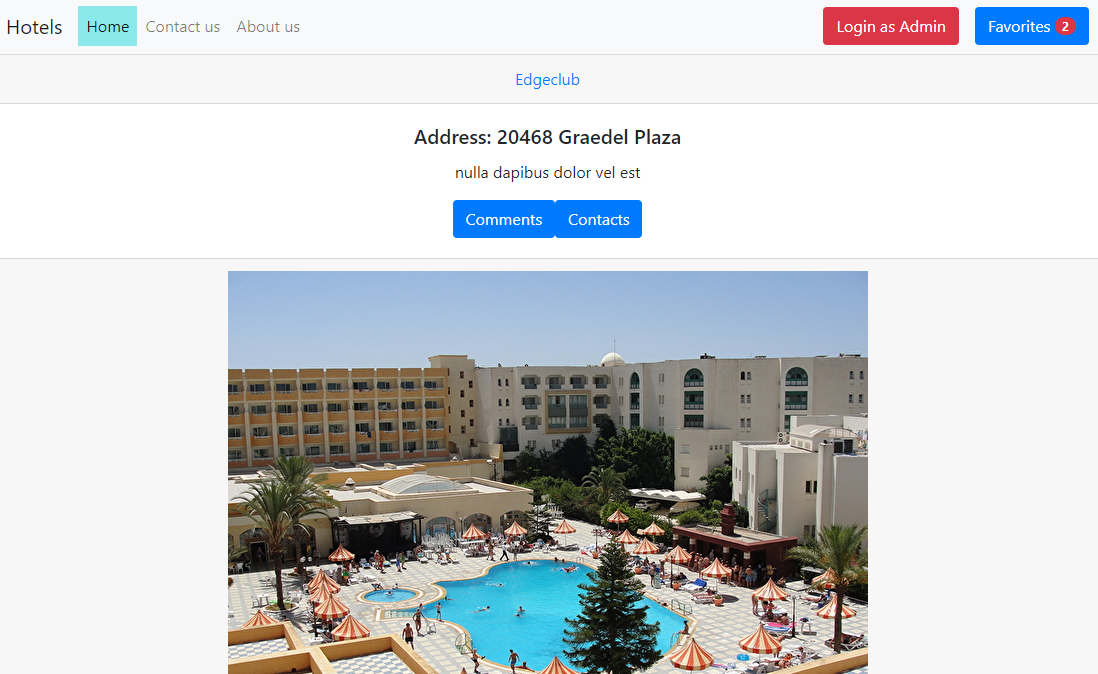 Hotels Home Contact us About us Login as Admin Favorites 2
Edgeclub
Address: 20468 Graedel Plaza
nulla dapibus dolor vel est
Comments Contacts